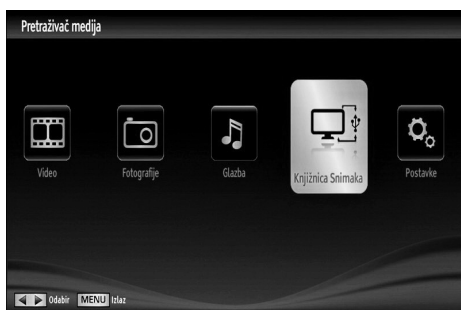 Pretraživač medija
Video
Fotografije
Glazba
Knjižnica Snimaka
Postavke
Odabir MENU Izlaz